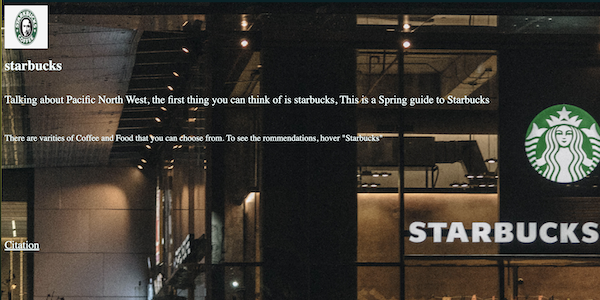 starbucks
Talking about Pacific North West, the first thing you can think of is starbucks, This is a Spring guide to Starbucks
There are varities of Coffee and Food that you can choose from. To see the rommendations, hover "Starbucks"
STARBUCKS
Citation